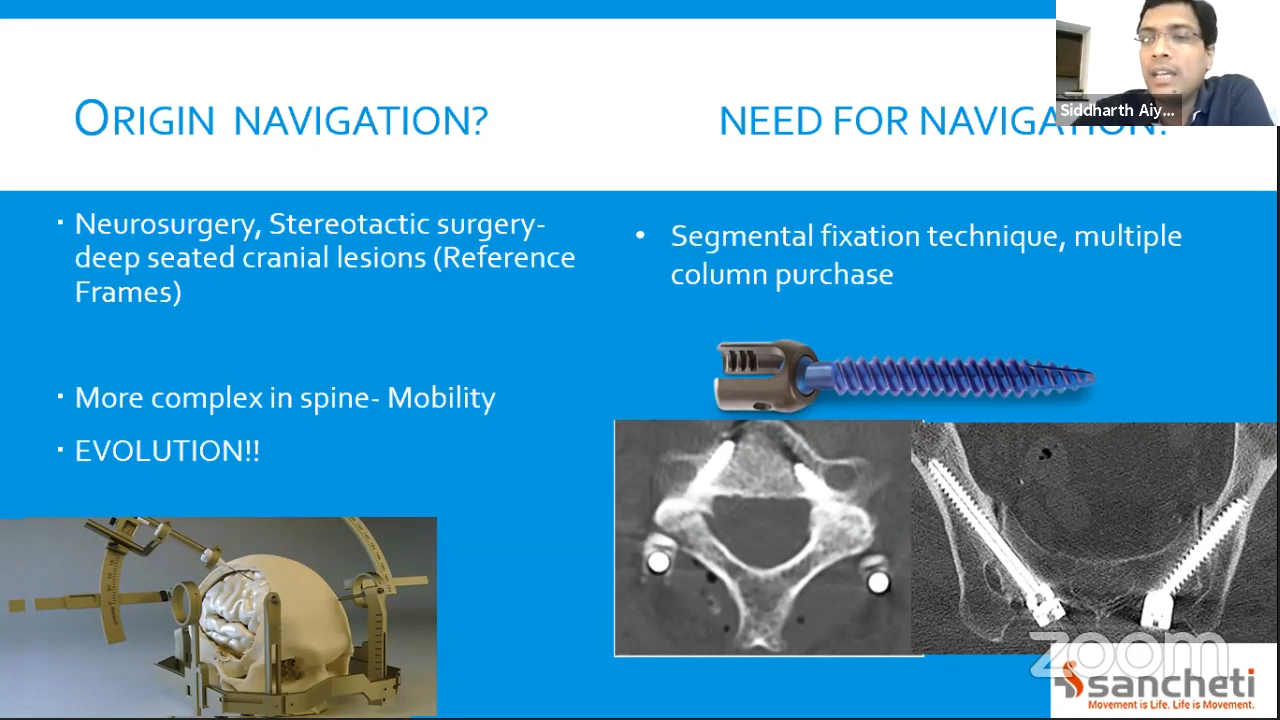 ORIGIN NAVIGATION?
▪ Neurosurgery, Stereotactic surgery-
deep seated cranial lesions (Reference
Frames)
▪ More complex in spine- Mobility
▪ EVOLUTION!!
NEED FOR NAVIGATION?
• Segmental fixation technique, multiple
column purchase
Siddharth Aiy...
zoom
sancheti
Movement is Life. Life is Movement.